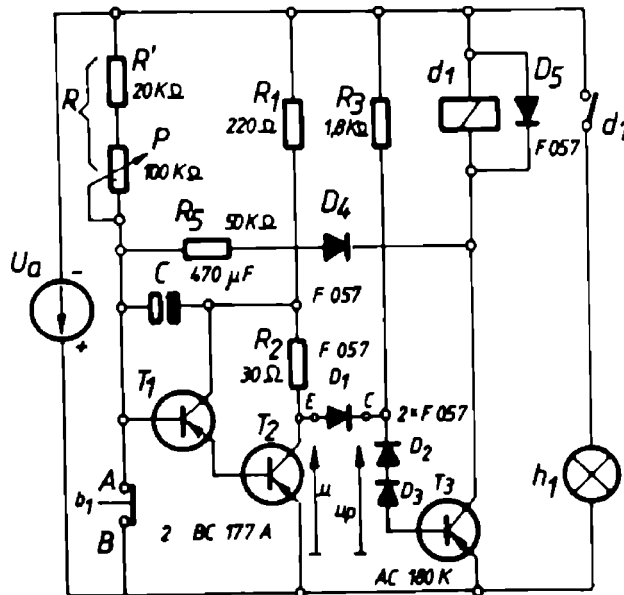 R'
20KΩ
R
P
100KΩ
R1
220Ω
R3
1,8KΩ
d1
D5
F 057
d1
R5 50KΩ
D4
C 470 µF
F 057
Ua
-
+
R2
30Ω
F 057
D1
E
C
2×F 057
T1
T2
D2
D3
T3
h1
A
b1
B
µ
up
2 BC 177 A
AC 180 K